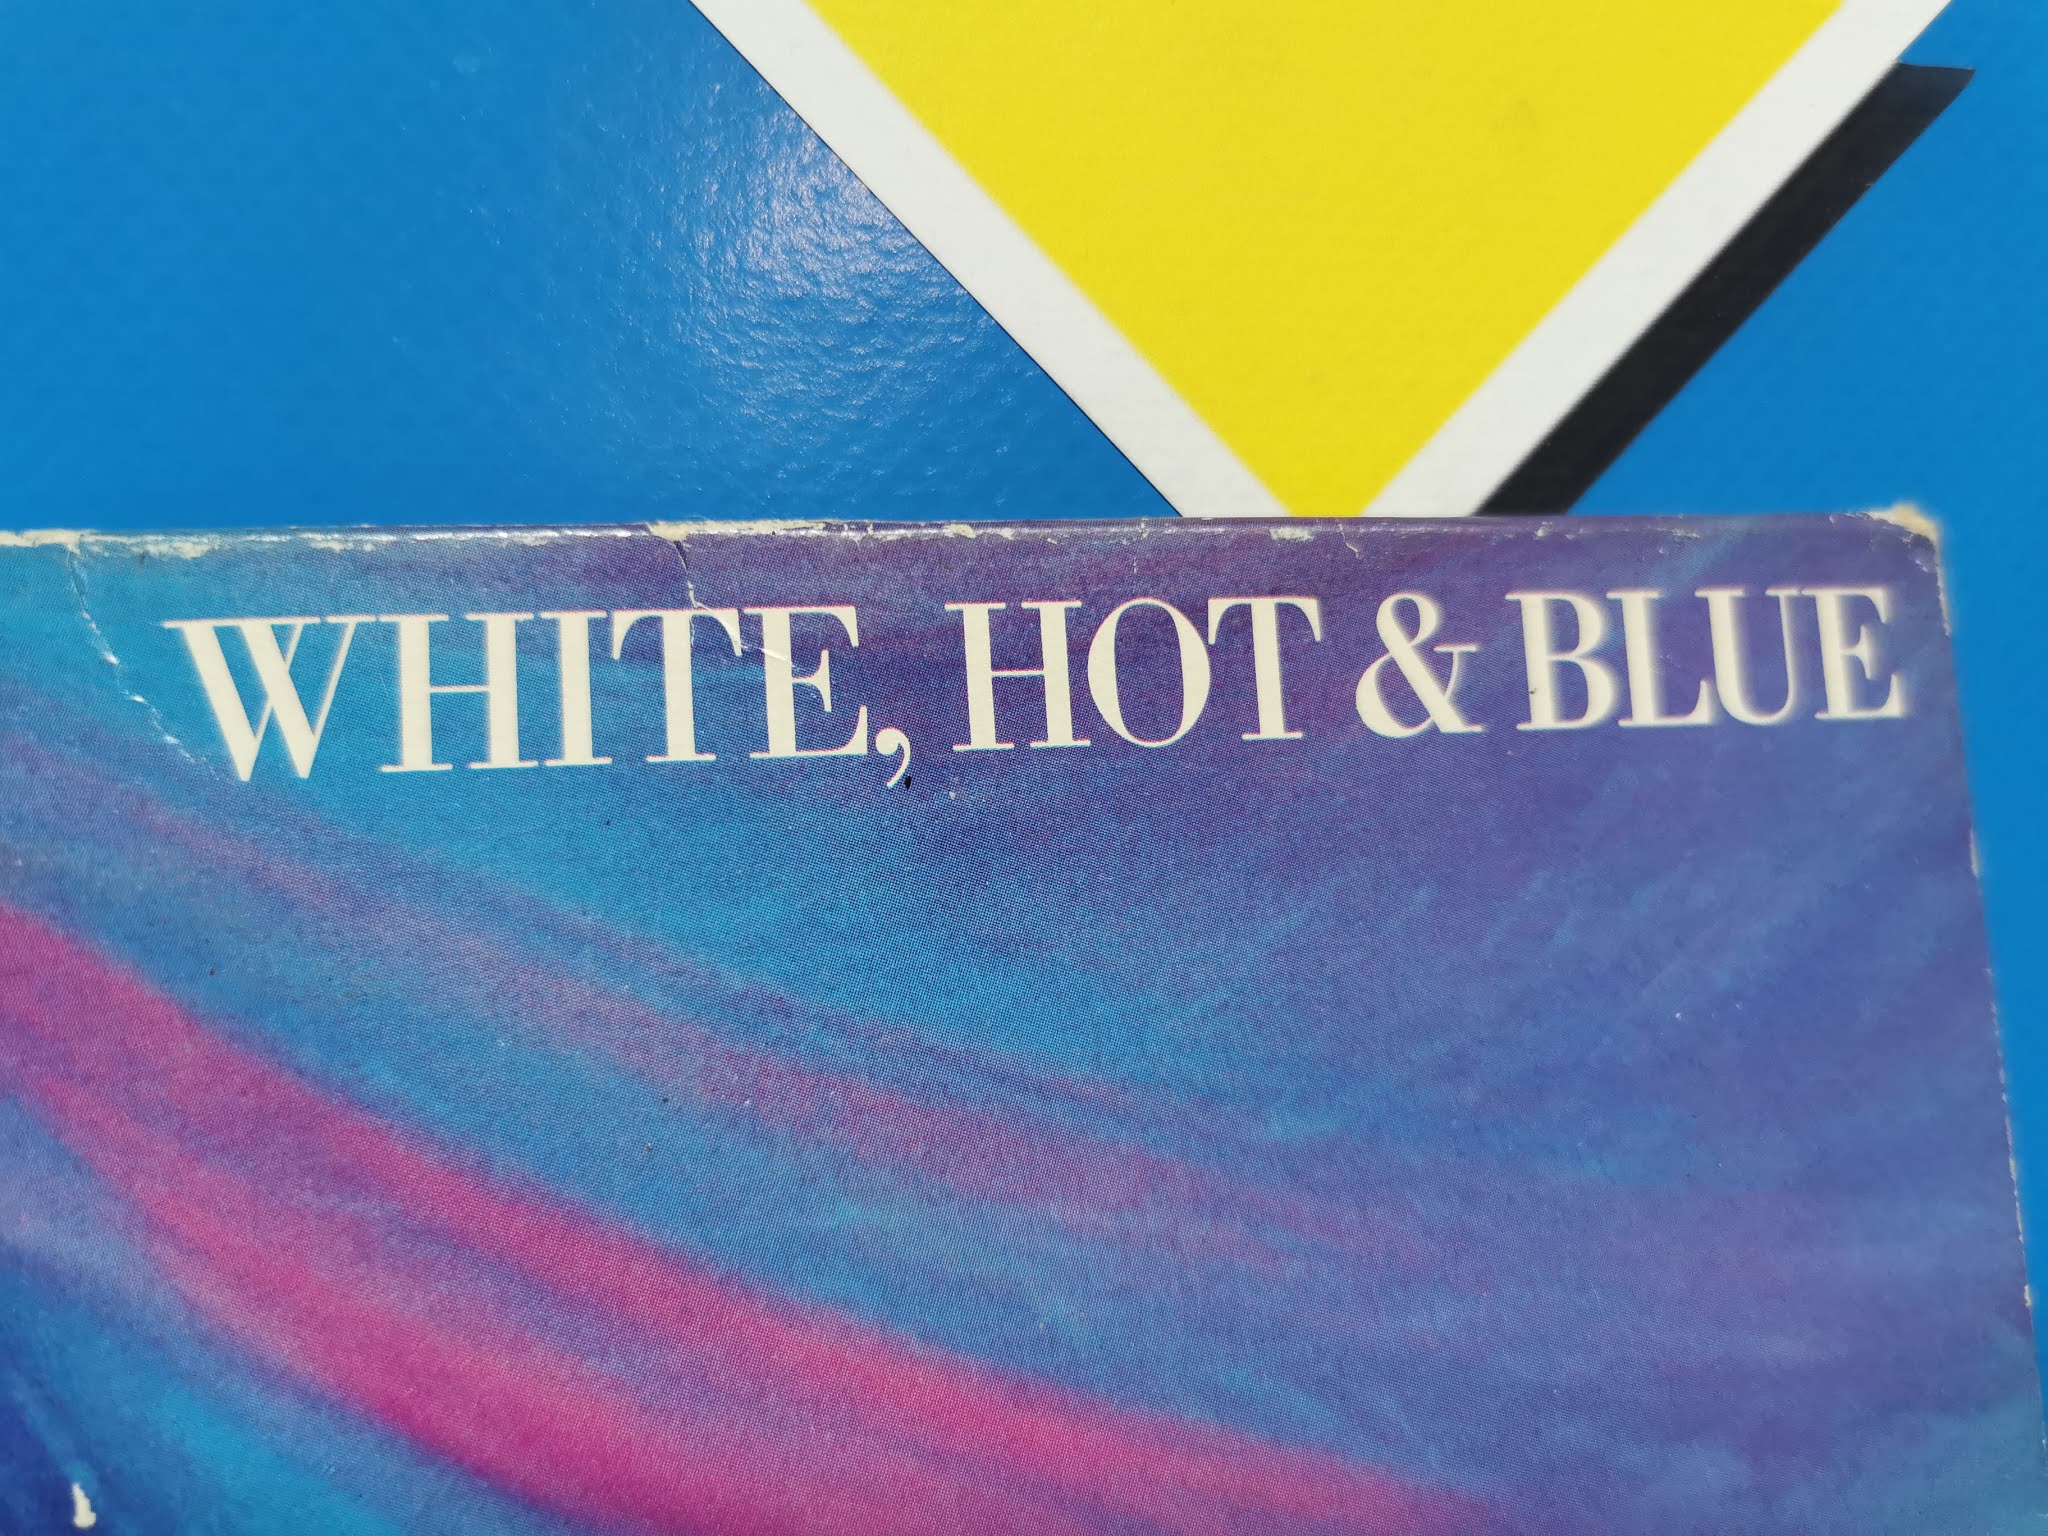 WHITE, HOT & BLUE